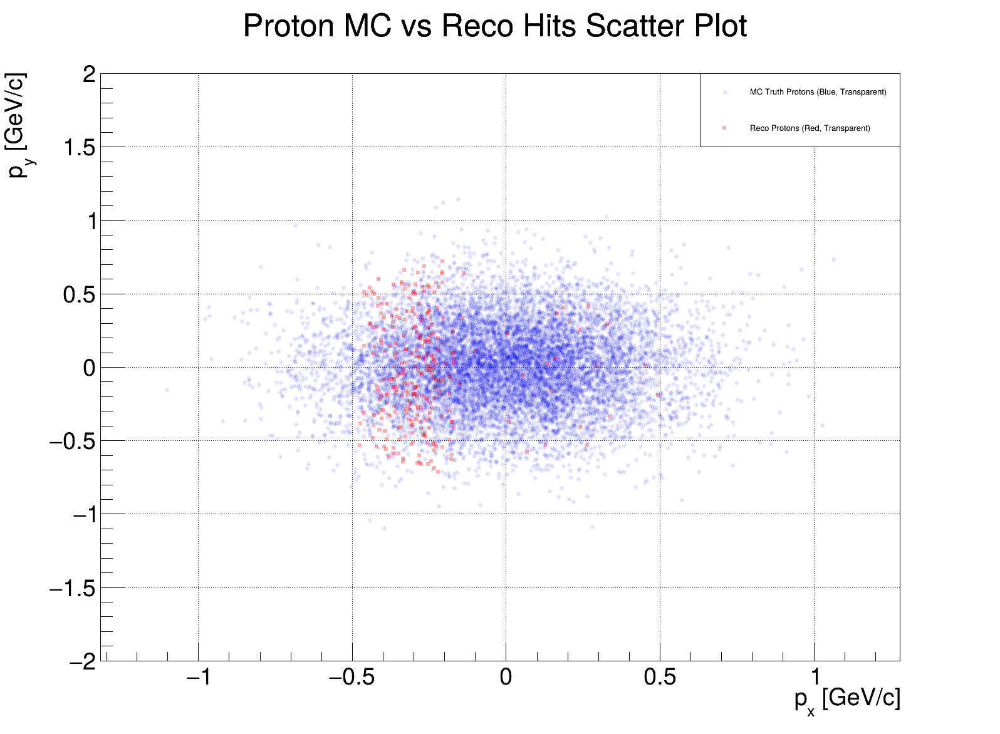 Proton MC vs Reco Hits Scatter Plot
p_y [GeV/c]
2
1.5
1
0.5
0
−0.5
−1
−1.5
−2
MC Truth Protons (Blue, Transparent)
Reco Protons (Red, Transparent)
−1
−0.5
0
0.5
1
p_x [GeV/c]